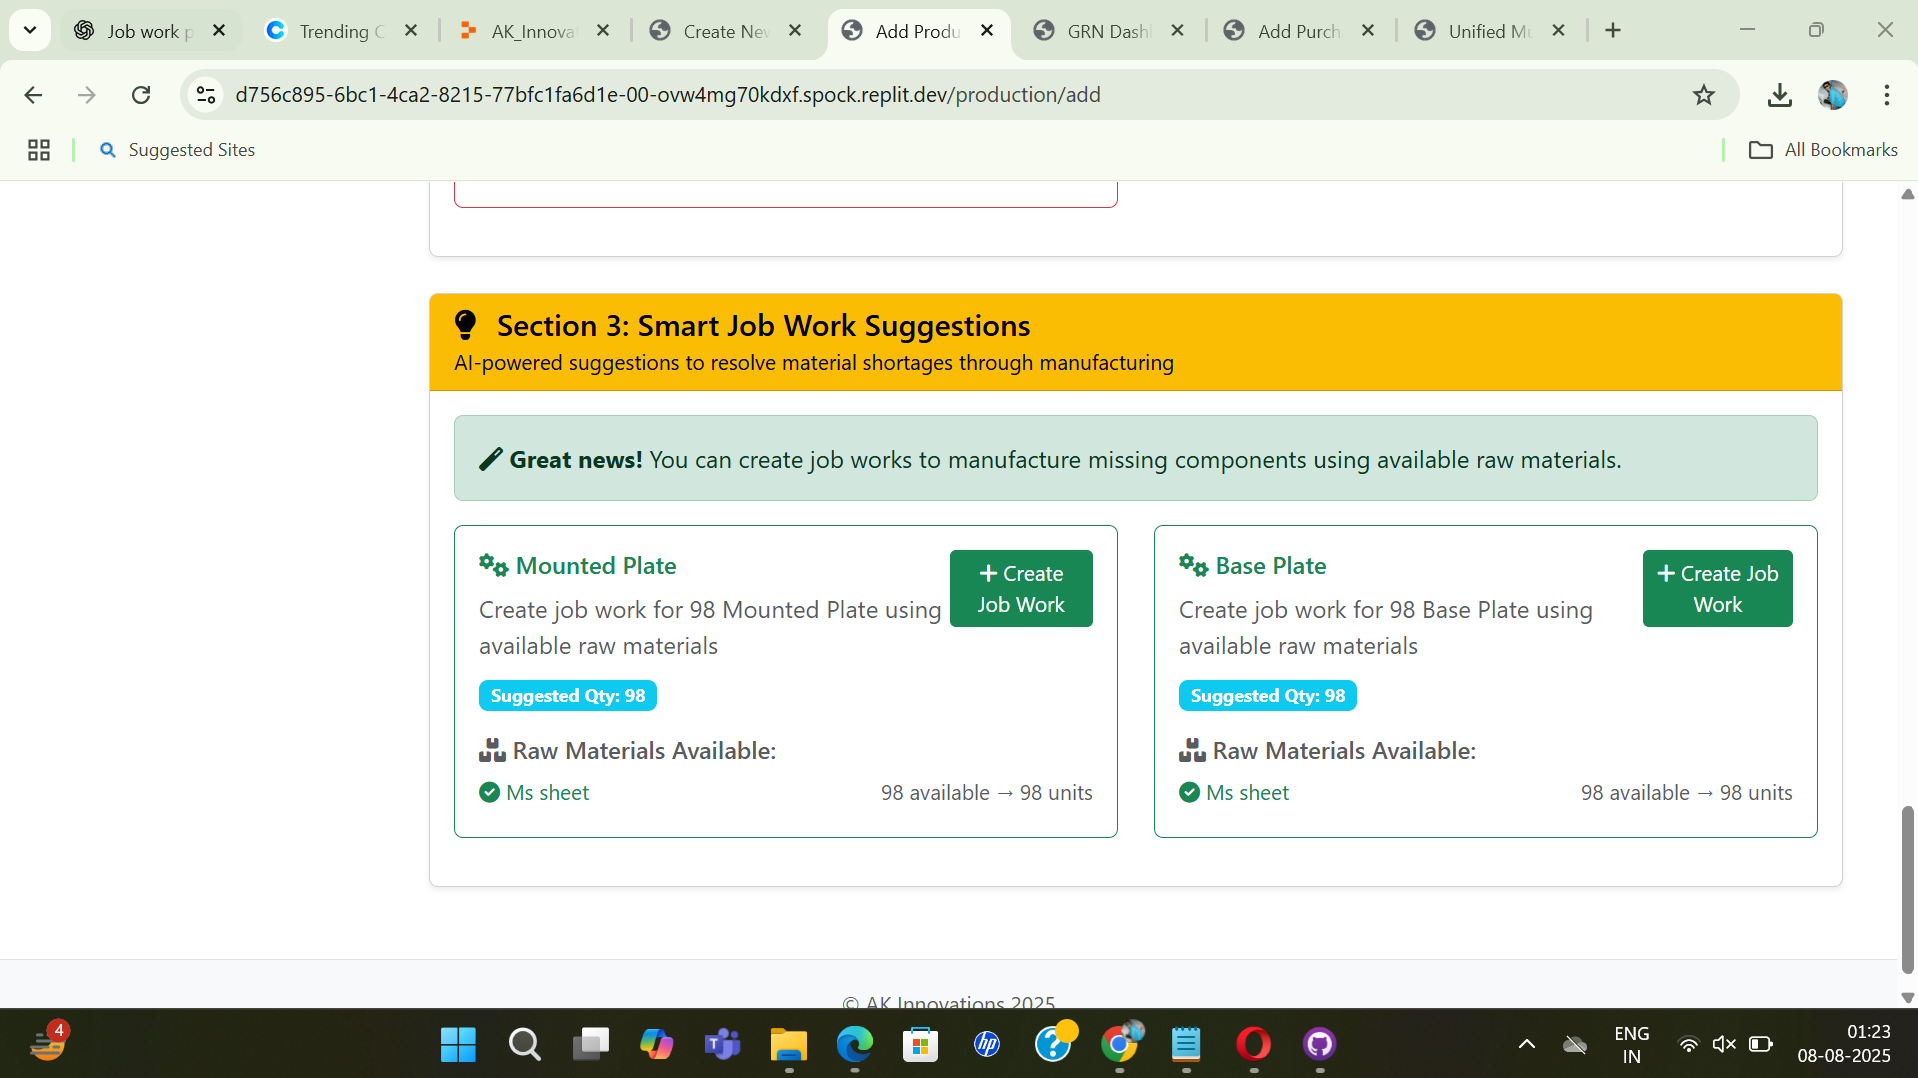 Job work p
Trending C
AK_Innova
Create Nev
Add Produ
GRN Dash
Add Purch
Unified Mu
d756c895-6bc1-4ca2-8215-77bfc1fa6d1e-00-ovw4mg70kdxf.spock.replit.dev/production/add
Suggested Sites
All Bookmarks
Section 3: Smart Job Work Suggestions
AI-powered suggestions to resolve material shortages through manufacturing
Great news! You can create job works to manufacture missing components using available raw materials.
Mounted Plate
+ Create
Job Work
Create job work for 98 Mounted Plate using
available raw materials
Suggested Qty: 98
Raw Materials Available:
Ms sheet
98 available → 98 units
Base Plate
+ Create Job
Work
Create job work for 98 Base Plate using
available raw materials
Suggested Qty: 98
Raw Materials Available:
Ms sheet
98 available → 98 units
© AK Innovations 2025
4
hp
ENG
IN
01:23
08-08-2025